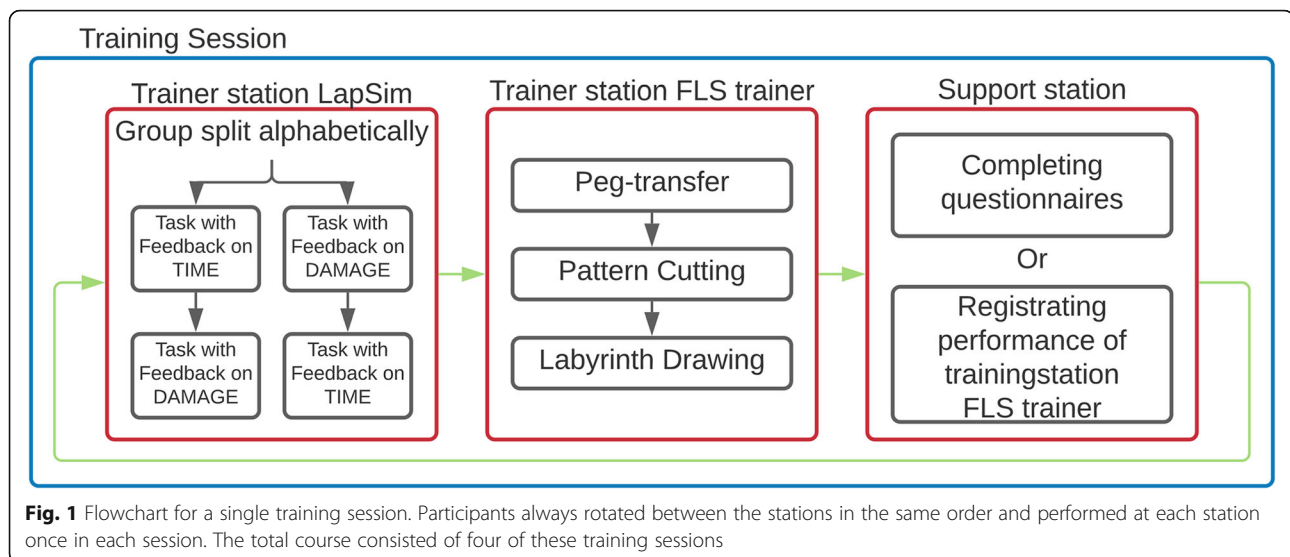 Training Session
Trainer station LapSim
Group split alphabetically
Task with
Feedback on
TIME
Task with
Feedback on
DAMAGE
Task with
Feedback on
DAMAGE
Task with
Feedback on
TIME
Trainer station FLS trainer
Peg-transfer
Pattern Cutting
Labyrinth Drawing
Support station
Completing
questionnaires
Or
Registrating
performance of
trainingstation
FLS trainer
Fig. 1 Flowchart for a single training session. Participants always rotated between the stations in the same order and performed at each station
once in each session. The total course consisted of four of these training sessions